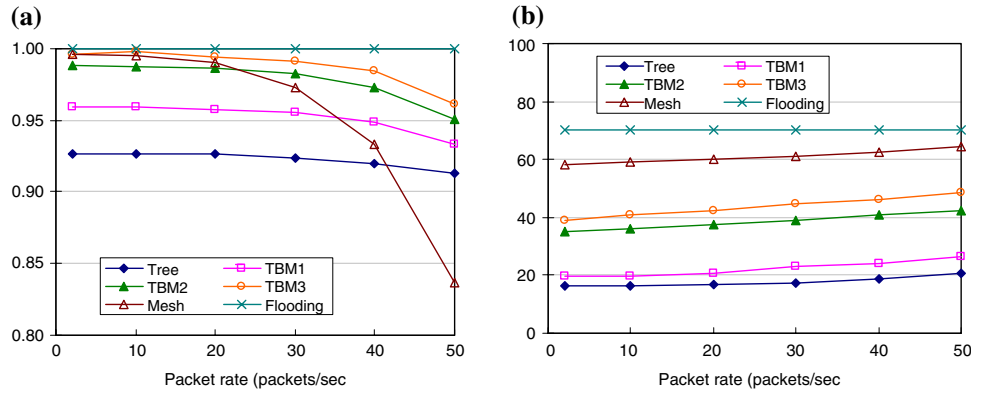 (a)
1.00
0.95
0.90
0.85
0.80
Tree
TBM1
TBM2
TBM3
Mesh
Flooding
0 10 20 30 40 50
Packet rate (packets/sec
(b)
100
80
60
40
20
0
Tree
TBM1
TBM2
TBM3
Mesh
Flooding
0 10 20 30 40 50
Packet rate (packets/sec